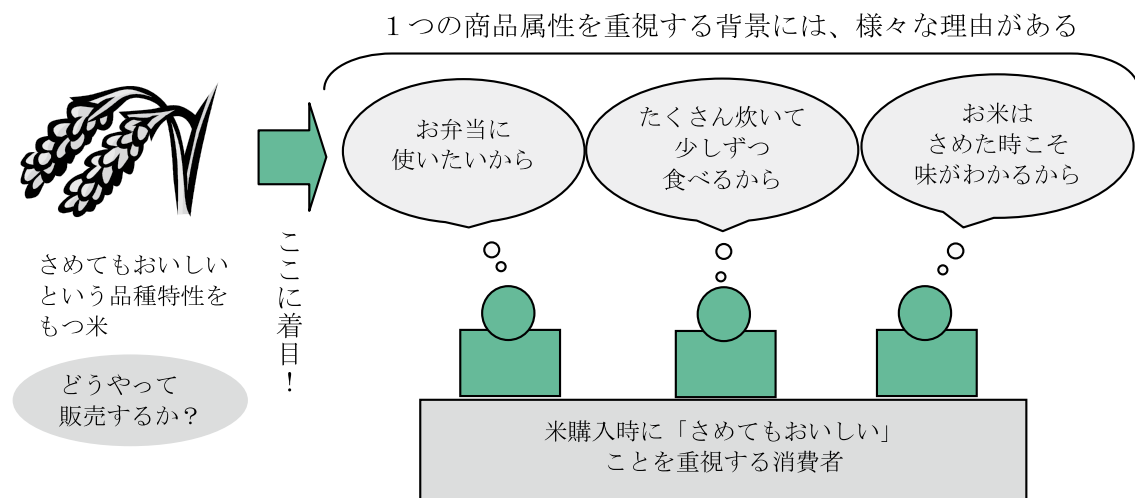 １つの商品属性を重視する背景には、様々な理由がある
お弁当に
使いたいから
たくさん炊いて
少しずつ
食べるから
お米は
さめた時こそ
味がわかるから
ここに着目！
さめてもおいしい
という品種特性を
もつ米
どうやって
販売するか？
米購入時に「さめてもおいしい」
ことを重視する消費者